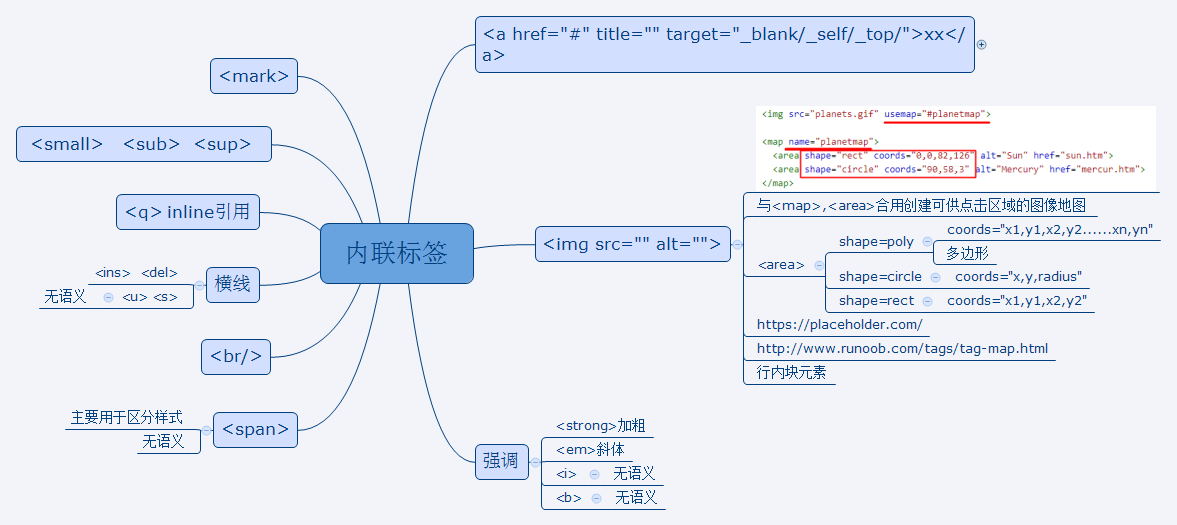 内联标签
<a href="#" title="" target="_blank/_self/_top/">xx</
a>
<img src="planets.gif" usemap="#planetmap">
<map name="planetmap">
<area shape="rect" coords="0,0,82,126" alt="Sun" href="sun.htm">
<area shape="circle" coords="90,58,3" alt="Mercury" href="mercur.htm">
</map>
<img src="" alt="">
与<map>,<area>合用创建可供点击区域的图像地图
<area>
shape=poly
coords="x1,y1,x2,y2......xn,yn"
多边形
shape=circle
coords="x,y,radius"
shape=rect
coords="x1,y1,x2,y2"
https://placeholder.com/
http://www.runoob.com/tags/tag-map.html
行内块元素
强调
<strong>加粗
<em>斜体
<i>
无语义
<b>
无语义
<mark>
<small> <sub> <sup>
<q> inline引用
横线
<ins> <del>
无语义
<u> <s>
<br/>
<span>
主要用于区分样式
无语义